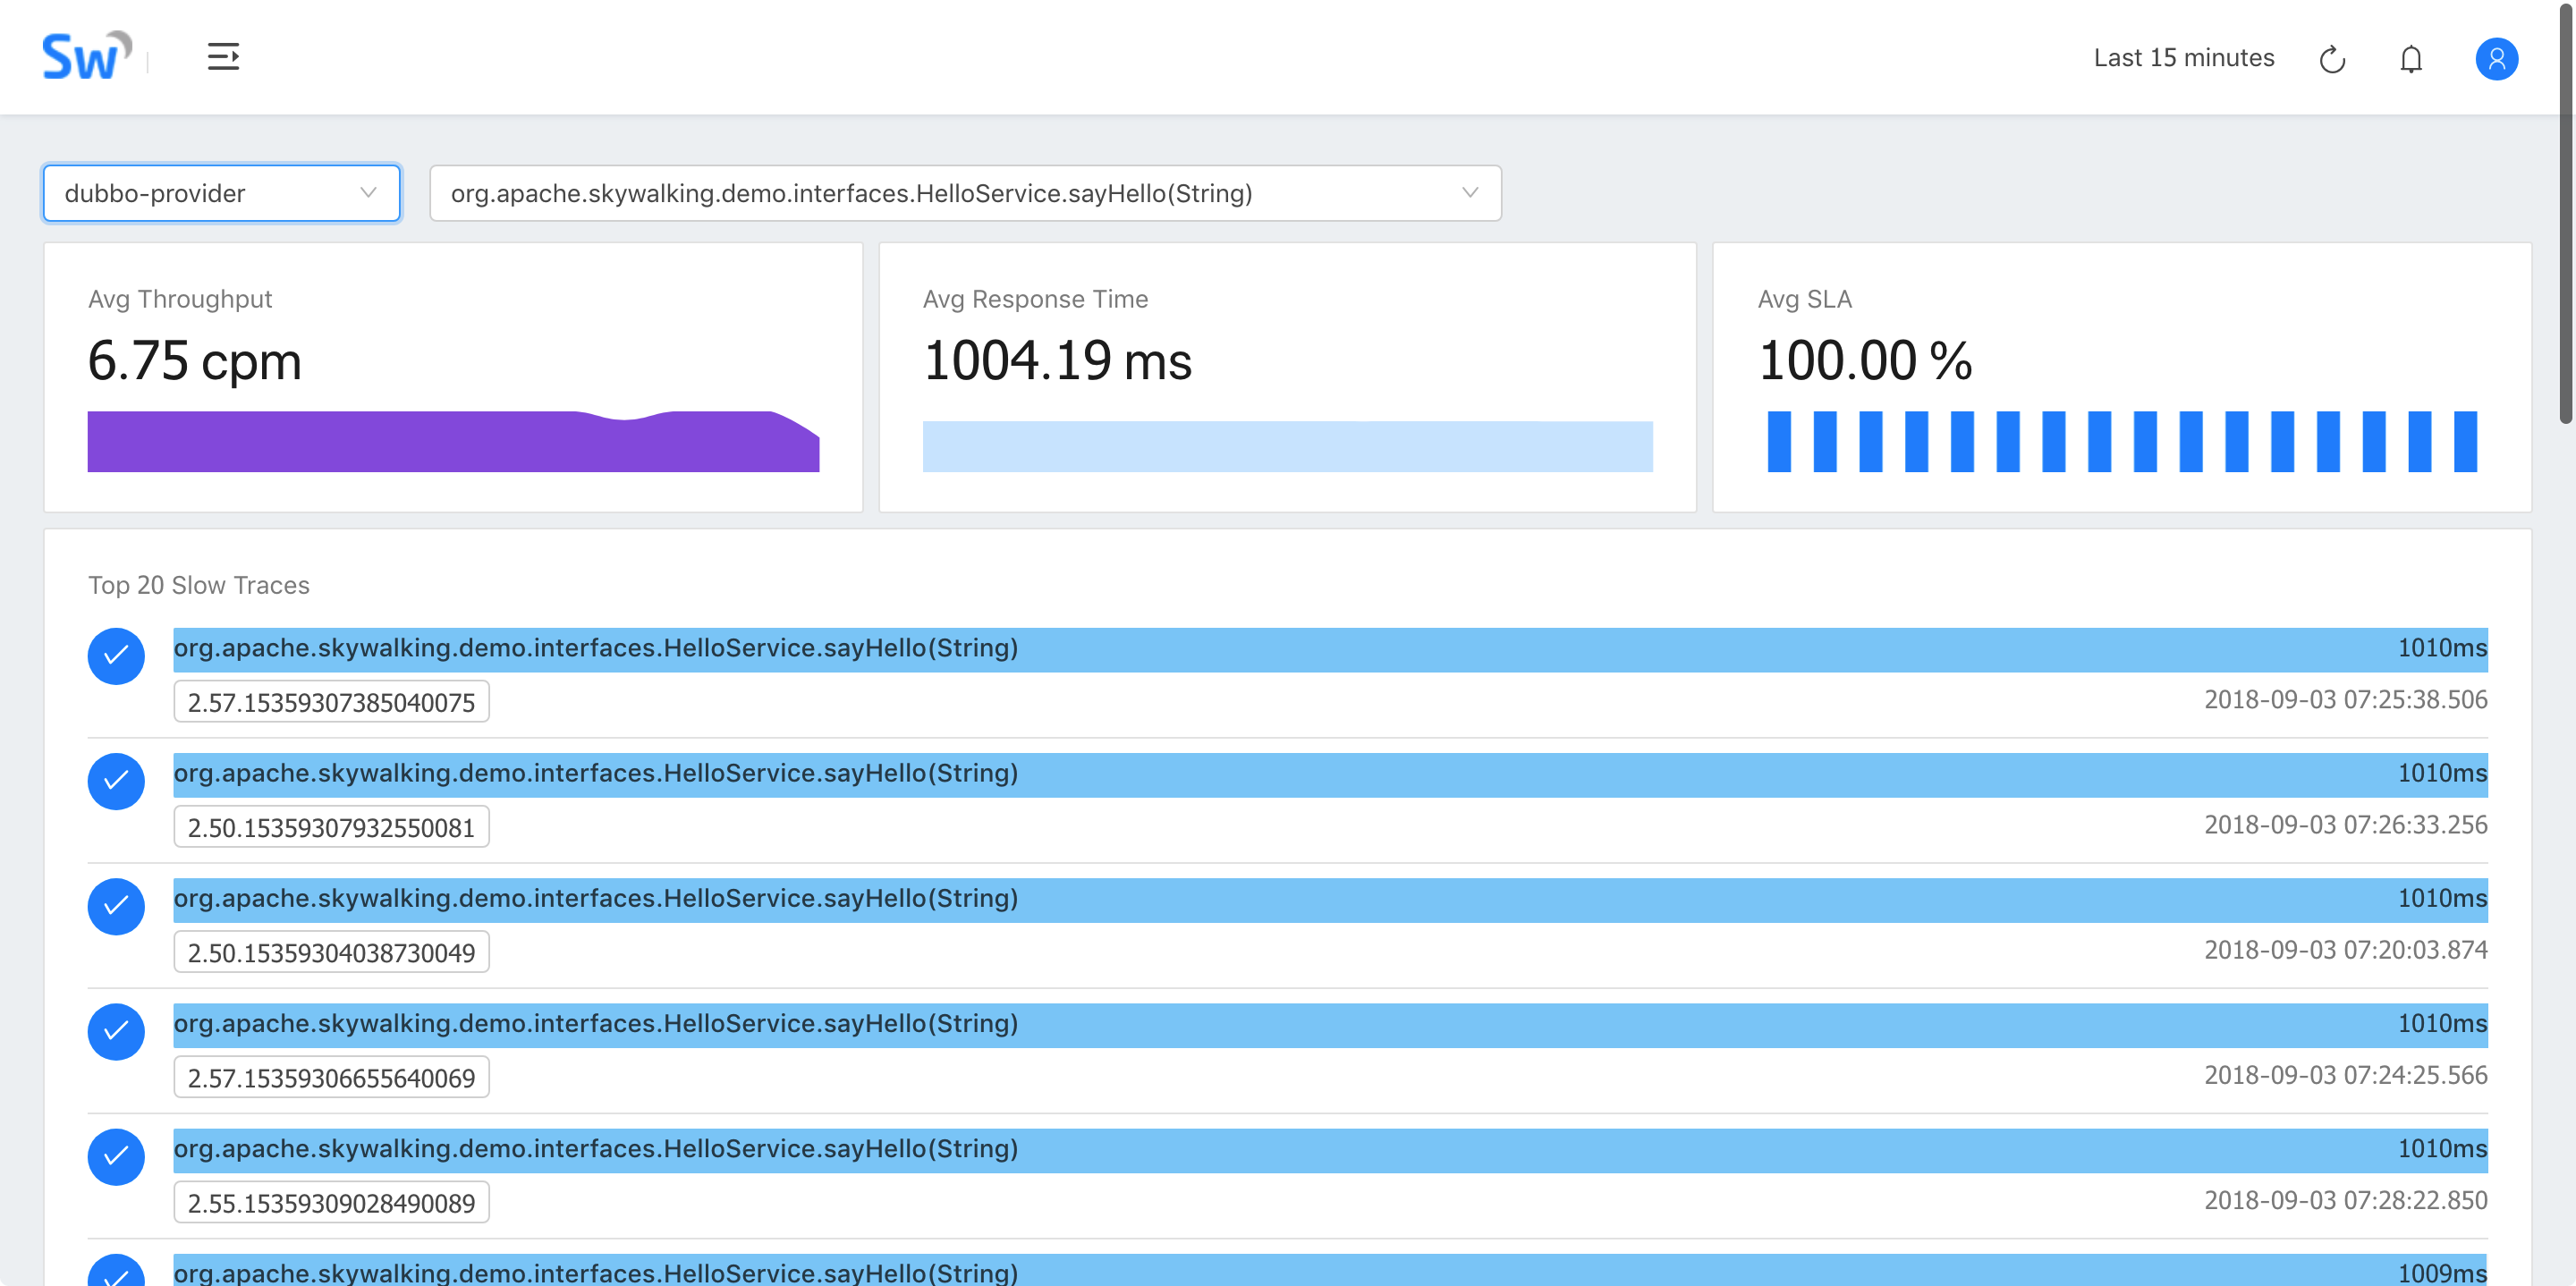 Sw
Last 15 minutes
dubbo-provider
org.apache.skywalking.demo.interfaces.HelloService.sayHello(String)
Avg Throughput
6.75 cpm
Avg Response Time
1004.19 ms
Avg SLA
100.00 %
Top 20 Slow Traces
org.apache.skywalking.demo.interfaces.HelloService.sayHello(String) 1010ms
2.57.15359307385040075 2018-09-03 07:25:38.506
org.apache.skywalking.demo.interfaces.HelloService.sayHello(String) 1010ms
2.50.15359307932550081 2018-09-03 07:26:33.256
org.apache.skywalking.demo.interfaces.HelloService.sayHello(String) 1010ms
2.50.15359304038730049 2018-09-03 07:20:03.874
org.apache.skywalking.demo.interfaces.HelloService.sayHello(String) 1010ms
2.57.15359306655640069 2018-09-03 07:24:25.566
org.apache.skywalking.demo.interfaces.HelloService.sayHello(String) 1010ms
2.55.15359309028490089 2018-09-03 07:28:22.850
org.apache.skywalking.demo.interfaces.HelloService.sayHello(String) 1009ms